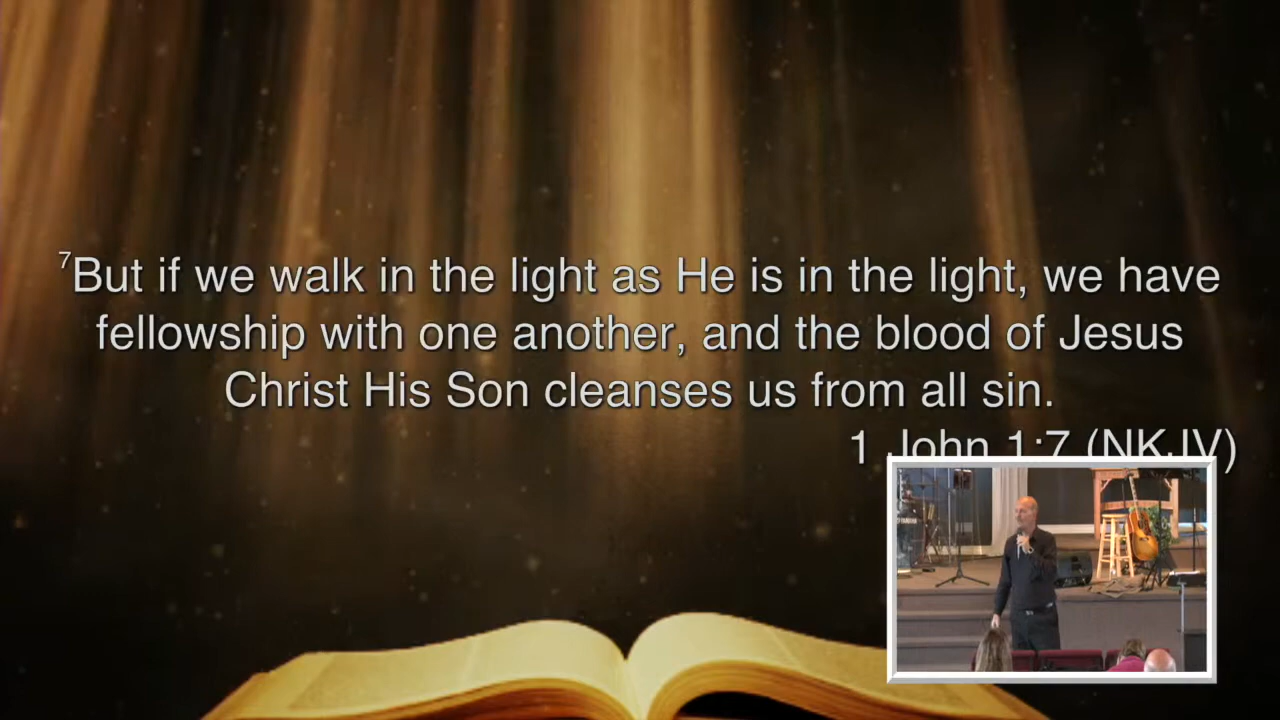 ⁷But if we walk in the light as He is in the light, we have
fellowship with one another, and the blood of Jesus
Christ His Son cleanses us from all sin.
1 John 1:7 (NKJV)